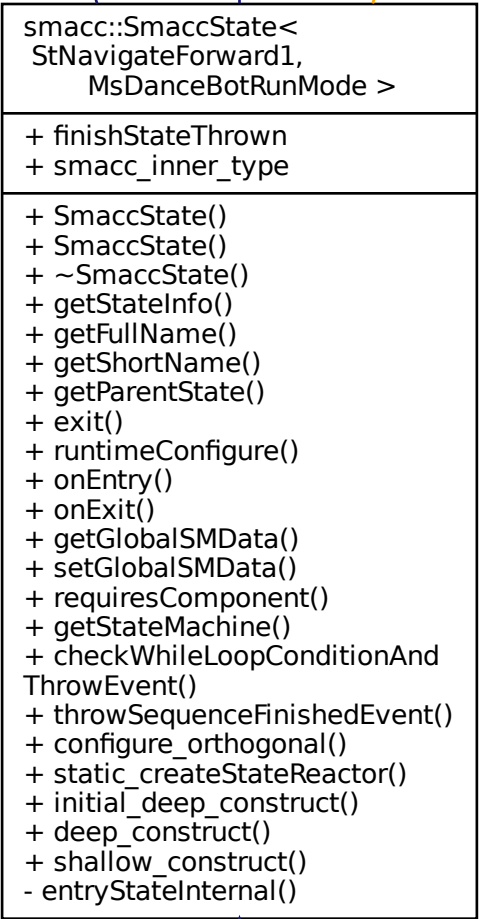 smacc::SmaccState<
StNavigateForward1,
MsDanceBotRunMode >
+ finishStateThrown
+ smacc_inner_type
+ SmaccState()
+ SmaccState()
+ ~SmaccState()
+ getStateInfo()
+ getFullName()
+ getShortName()
+ getParentState()
+ exit()
+ runtimeConfigure()
+ onEntry()
+ onExit()
+ getGlobalSMData()
+ setGlobalSMData()
+ requiresComponent()
+ getStateMachine()
+ checkWhileLoopConditionAnd
ThrowEvent()
+ throwSequenceFinishedEvent()
+ configure_orthogonal()
+ static_createStateReactor()
+ initial_deep_construct()
+ deep_construct()
+ shallow_construct()
- entryStateInternal()